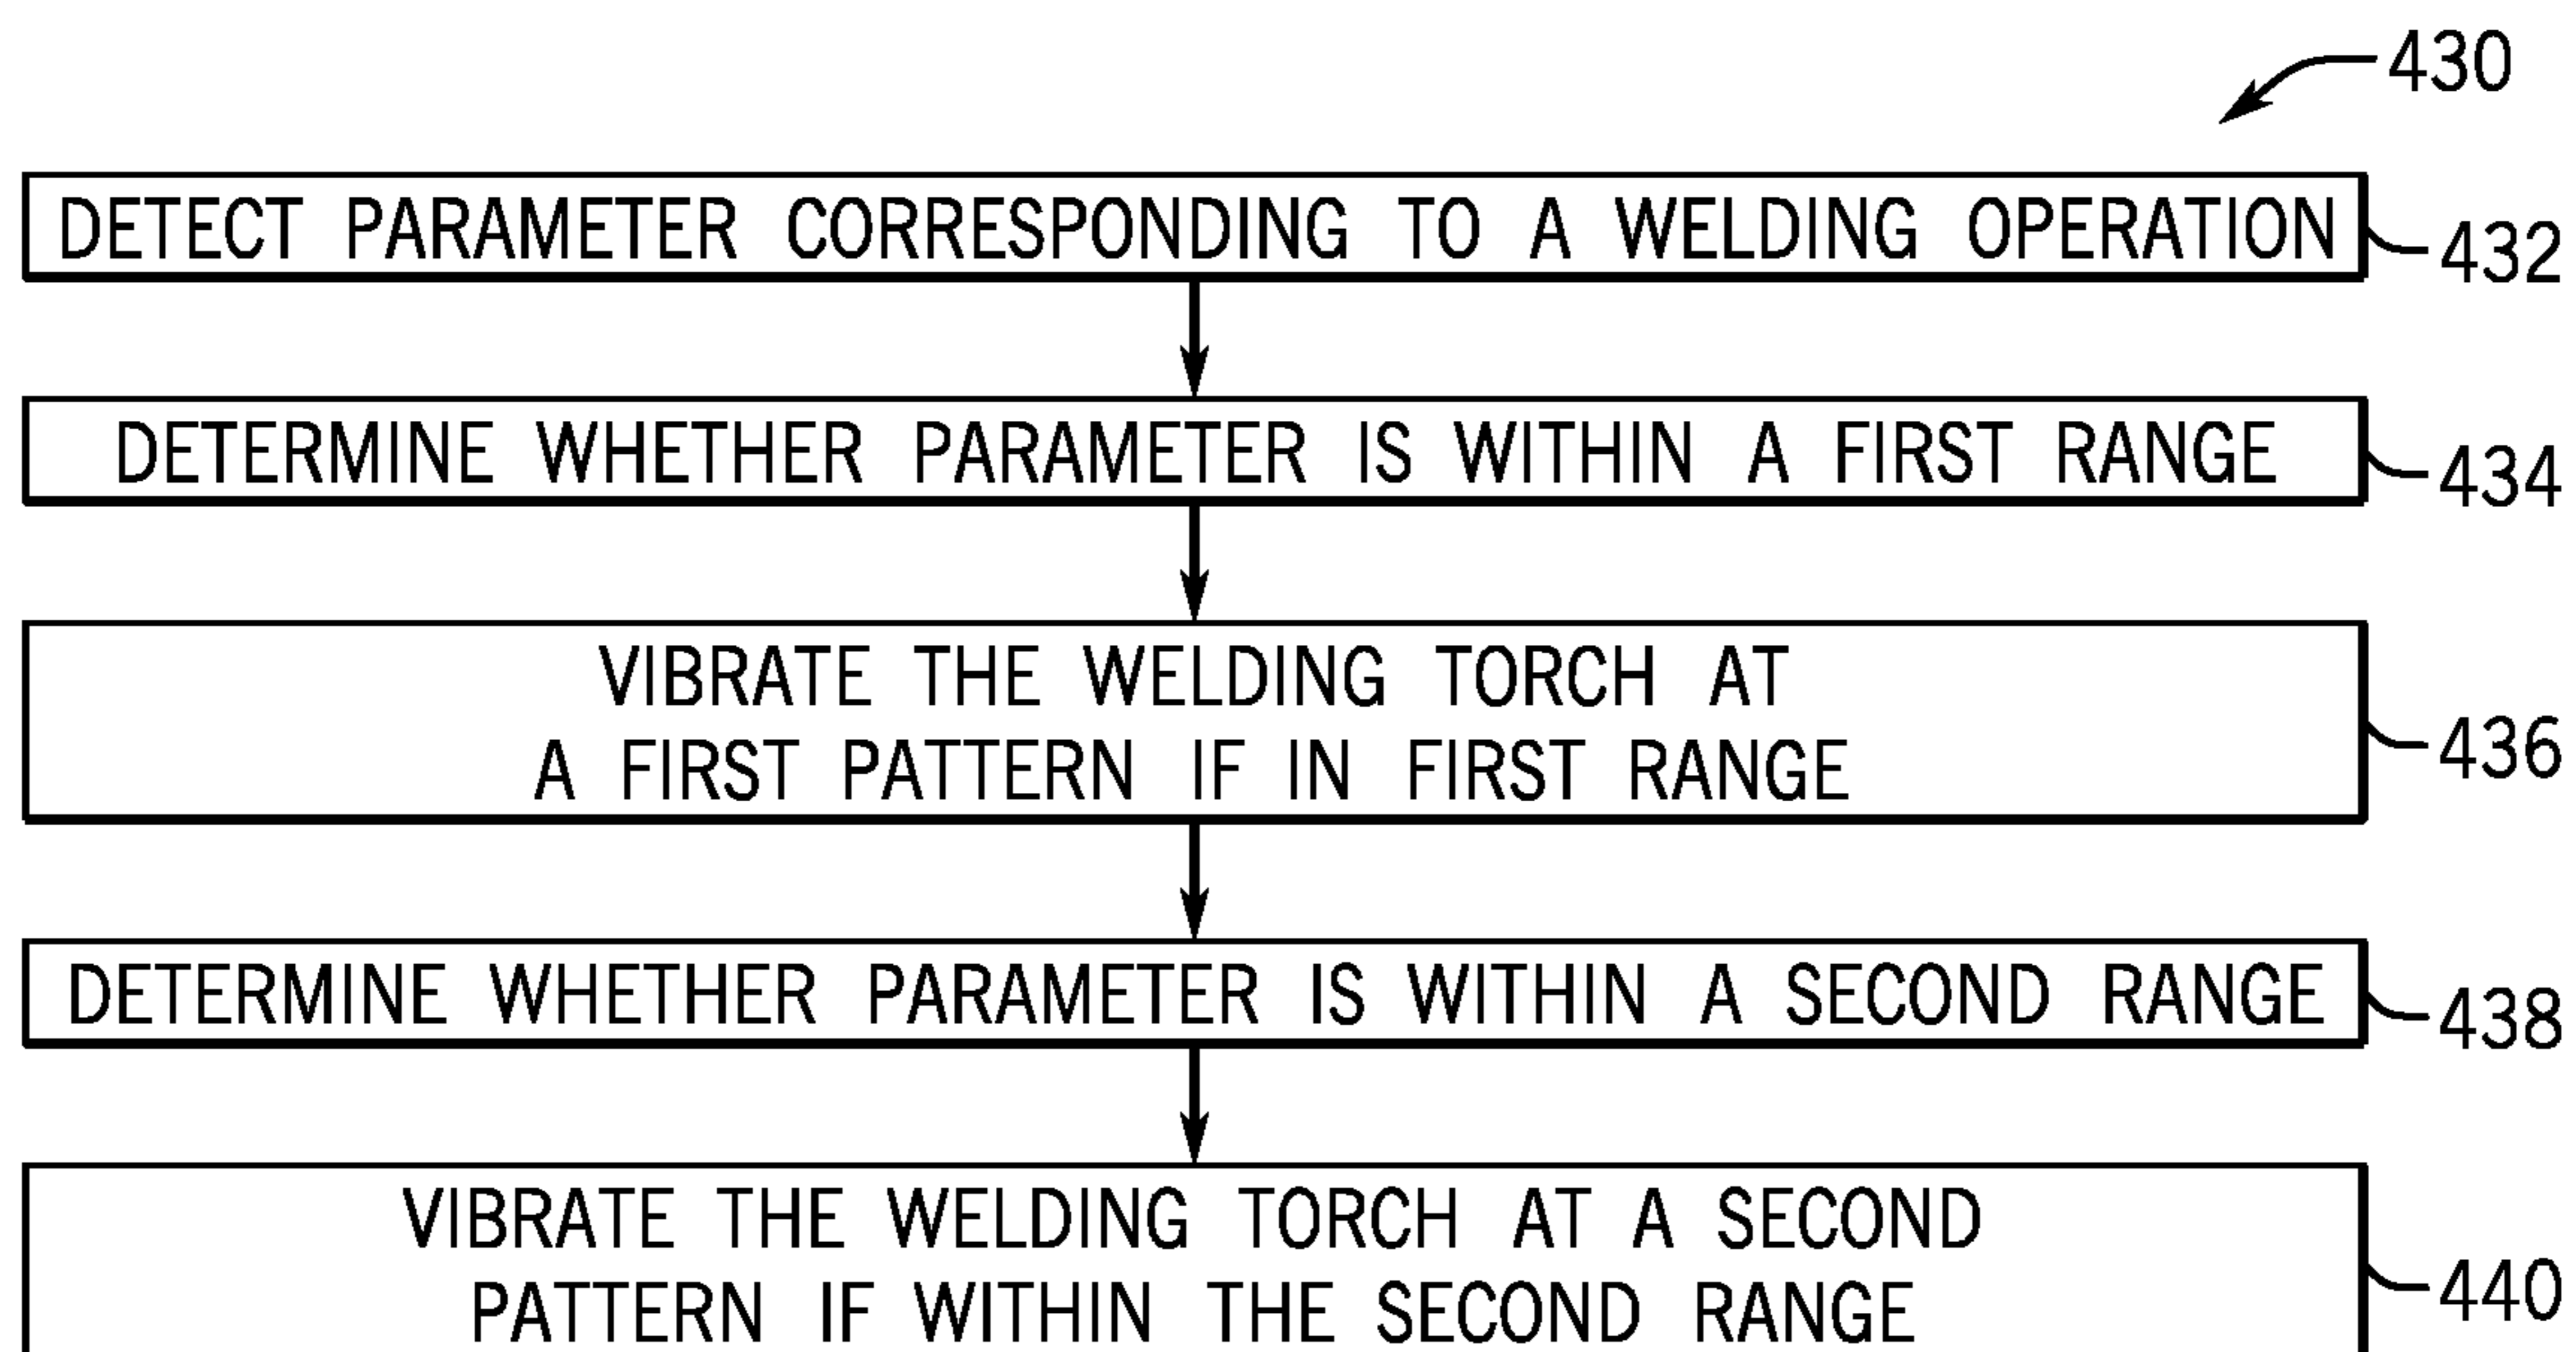 430
DETECT PARAMETER CORRESPONDING TO A WELDING OPERATION
432
DETERMINE WHETHER PARAMETER IS WITHIN A FIRST RANGE
434
VIBRATE THE WELDING TORCH AT
A FIRST PATTERN IF IN FIRST RANGE
436
DETERMINE WHETHER PARAMETER IS WITHIN A SECOND RANGE
438
VIBRATE THE WELDING TORCH AT A SECOND
PATTERN IF WITHIN THE SECOND RANGE
440